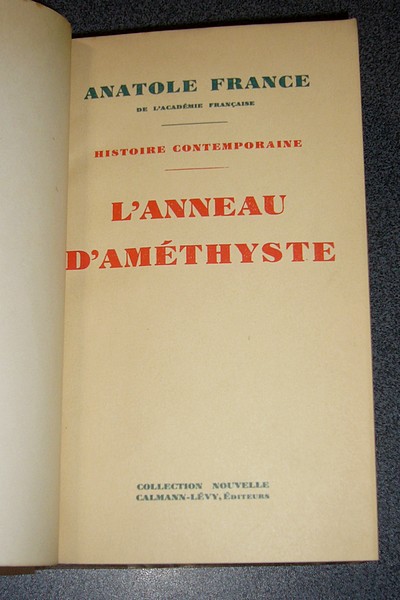 ANATOLE FRANCE
DE L'ACADÉMIE FRANÇAISE
HISTOIRE CONTEMPORAINE
L'ANNEAU
D'AMÉTHYSTE
COLLECTION NOUVELLE
CALMANN-LÉVY, ÉDITEURS